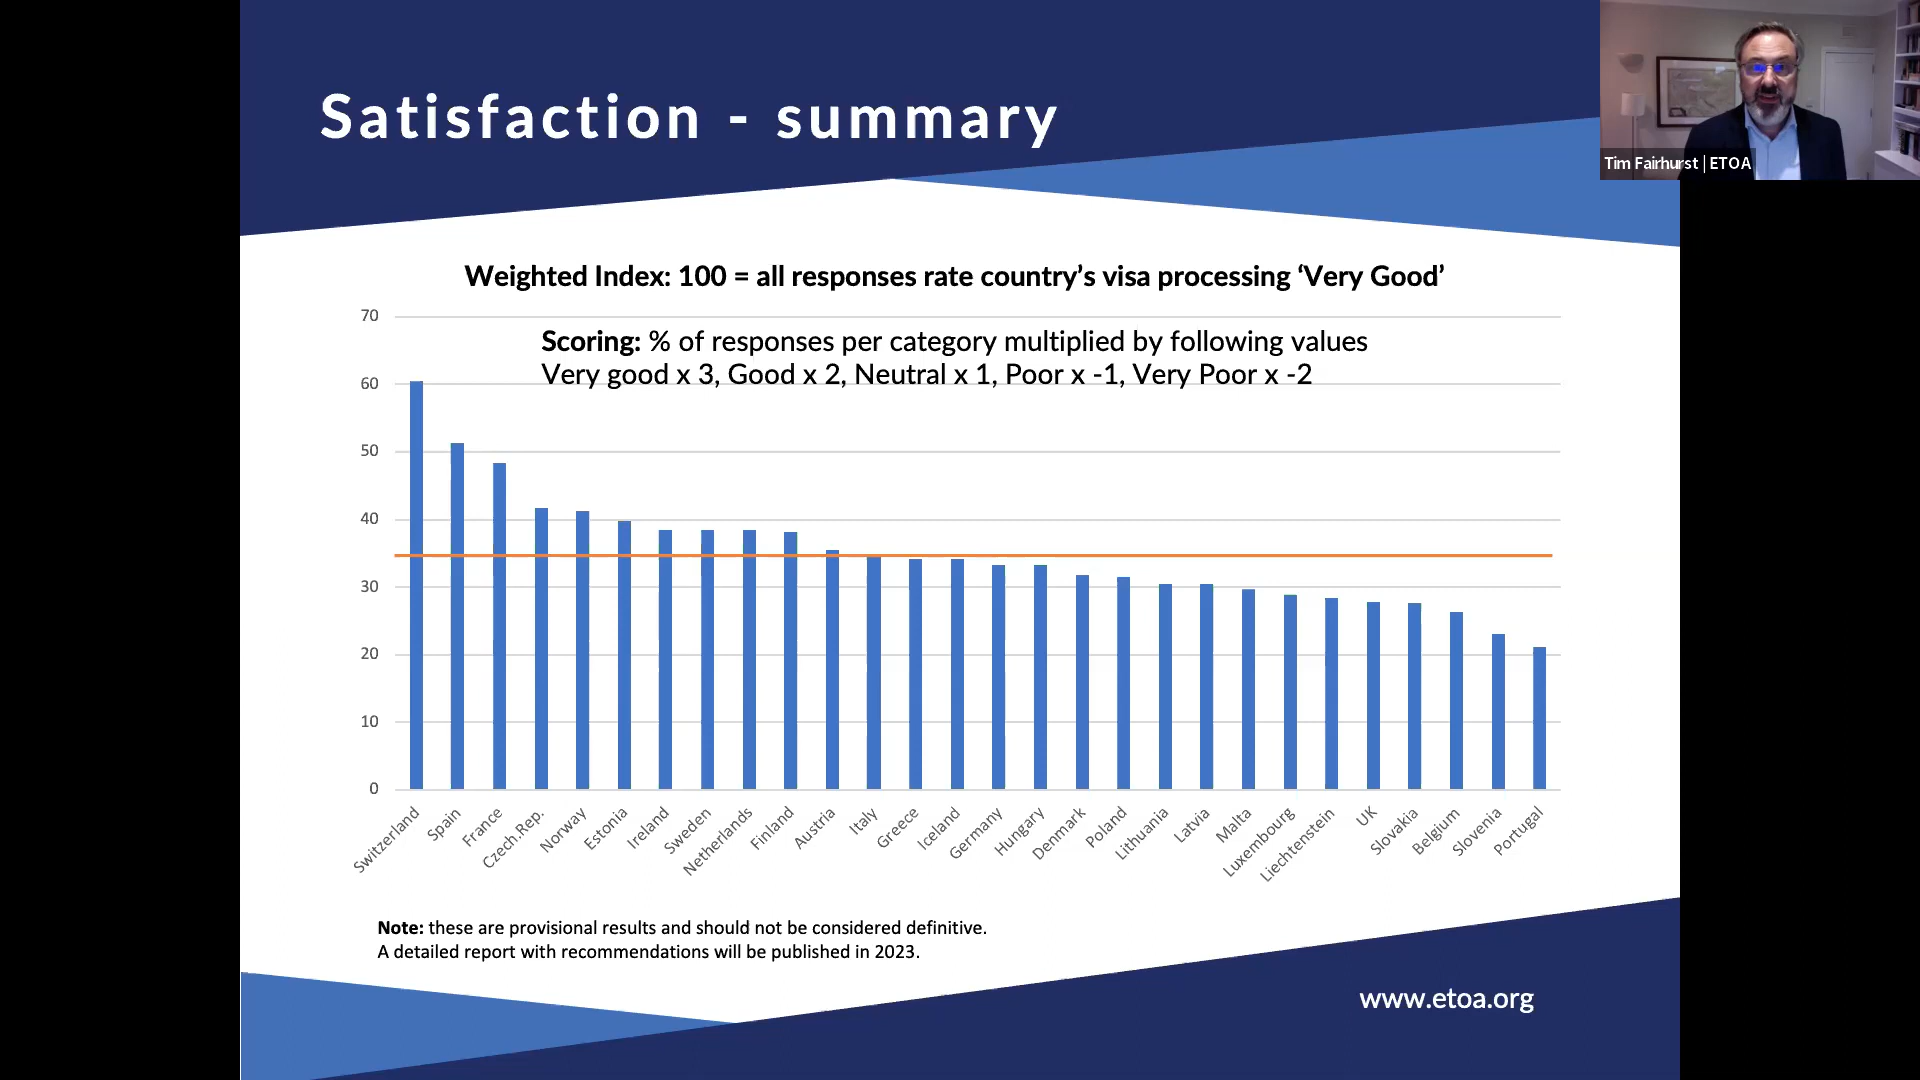 Satisfaction - summary
Tim Fairhurst | ETOA
Weighted Index: 100 = all responses rate country’s visa processing ‘Very Good’
Scoring: % of responses per category multiplied by following values
Very good x 3, Good x 2, Neutral x 1, Poor x -1, Very Poor x -2
70
60
50
40
30
20
10
0
Switzerland
Spain
France
Czech.Rep.
Norway
Estonia
Ireland
Sweden
Netherlands
Finland
Austria
Italy
Greece
Iceland
Germany
Hungary
Denmark
Poland
Lithuania
Latvia
Malta
Luxembourg
Liechtenstein
UK
Slovakia
Belgium
Slovenia
Portugal
Note: these are provisional results and should not be considered definitive.
A detailed report with recommendations will be published in 2023.
www.etoa.org